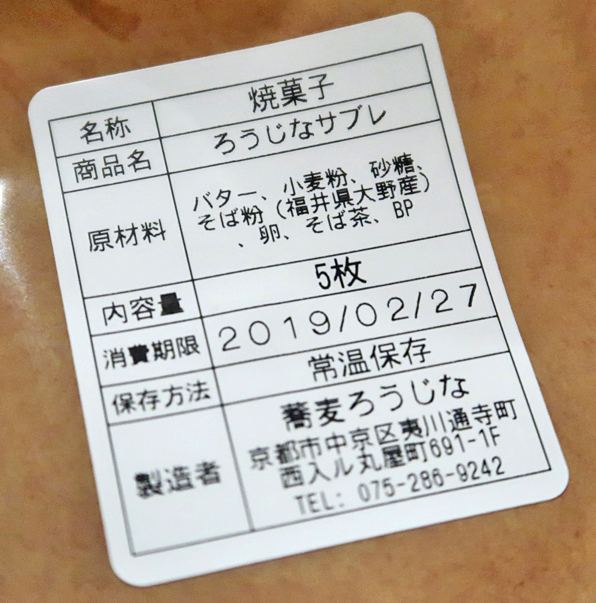 名称 焼菓子
商品名 ろうじなサブレ
原材料 バター、小麦粉、砂糖、
そば粉（福井県大野産）
、卵、そば茶、BP
内容量 5枚
消費期限 2019/02/27
保存方法 常温保存
製造者 蕎麦ろうじな
京都市中京区夷川通寺町
西入ル丸屋町691-1F
TEL: 075-286-9242